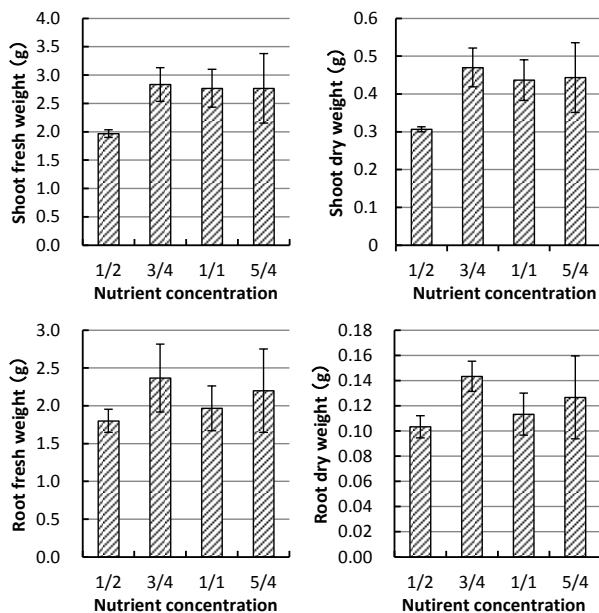 Shoot fresh weight (g)
4.0
3.5
3.0
2.5
2.0
1.5
1.0
0.5
0.0
1/2 3/4 1/1 5/4
Nutrient concentration
Shoot dry weight (g)
0.6
0.5
0.4
0.3
0.2
0.1
0
1/2 3/4 1/1 5/4
Nutrient concentration
Root fresh weight (g)
3.0
2.5
2.0
1.5
1.0
0.5
0.0
1/2 3/4 1/1 5/4
Nutrient concentration
Root dry weight (g)
0.18
0.16
0.14
0.12
0.10
0.08
0.06
0.04
0.02
0.00
1/2 3/4 1/1 5/4
Nutrient concentration